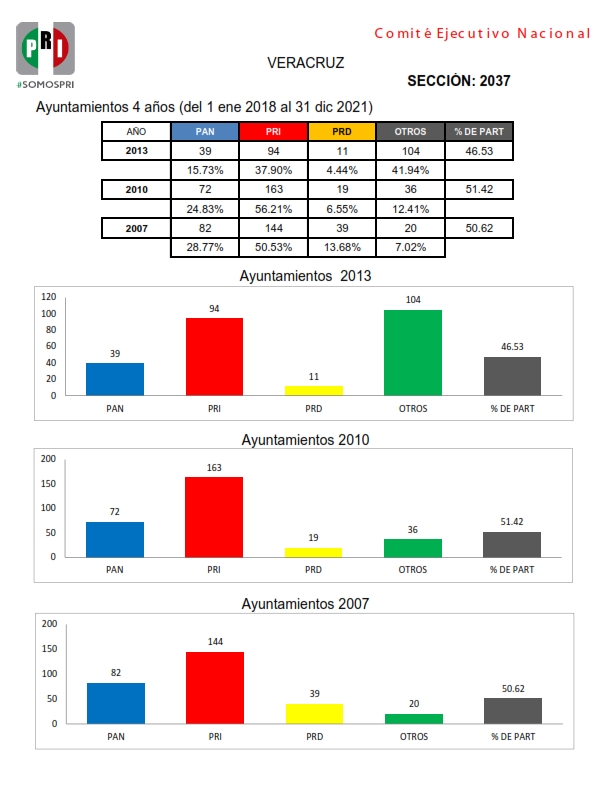 PRI
#SOMOSPRI
Comité Ejecutivo Nacional
VERACRUZ
SECCIÓN: 2037
Ayuntamientos 4 años (del 1 ene 2018 al 31 dic 2021)
AÑO PAN PRI PRD OTROS % DE PART
2013 39 94 11 104 46.53
15.73% 37.90% 4.44% 41.94%
2010 72 163 19 36 51.42
24.83% 56.21% 6.55% 12.41%
2007 82 144 39 20 50.62
28.77% 50.53% 13.68% 7.02%
Ayuntamientos 2013
120
100
80
60
40
20
0
39 94 11 104 46.53
PAN PRI PRD OTROS % DE PART
Ayuntamientos 2010
200
150
100
50
0
72 163 19 36 51.42
PAN PRI PRD OTROS % DE PART
Ayuntamientos 2007
200
150
100
50
0
82 144 39 20 50.62
PAN PRI PRD OTROS % DE PART